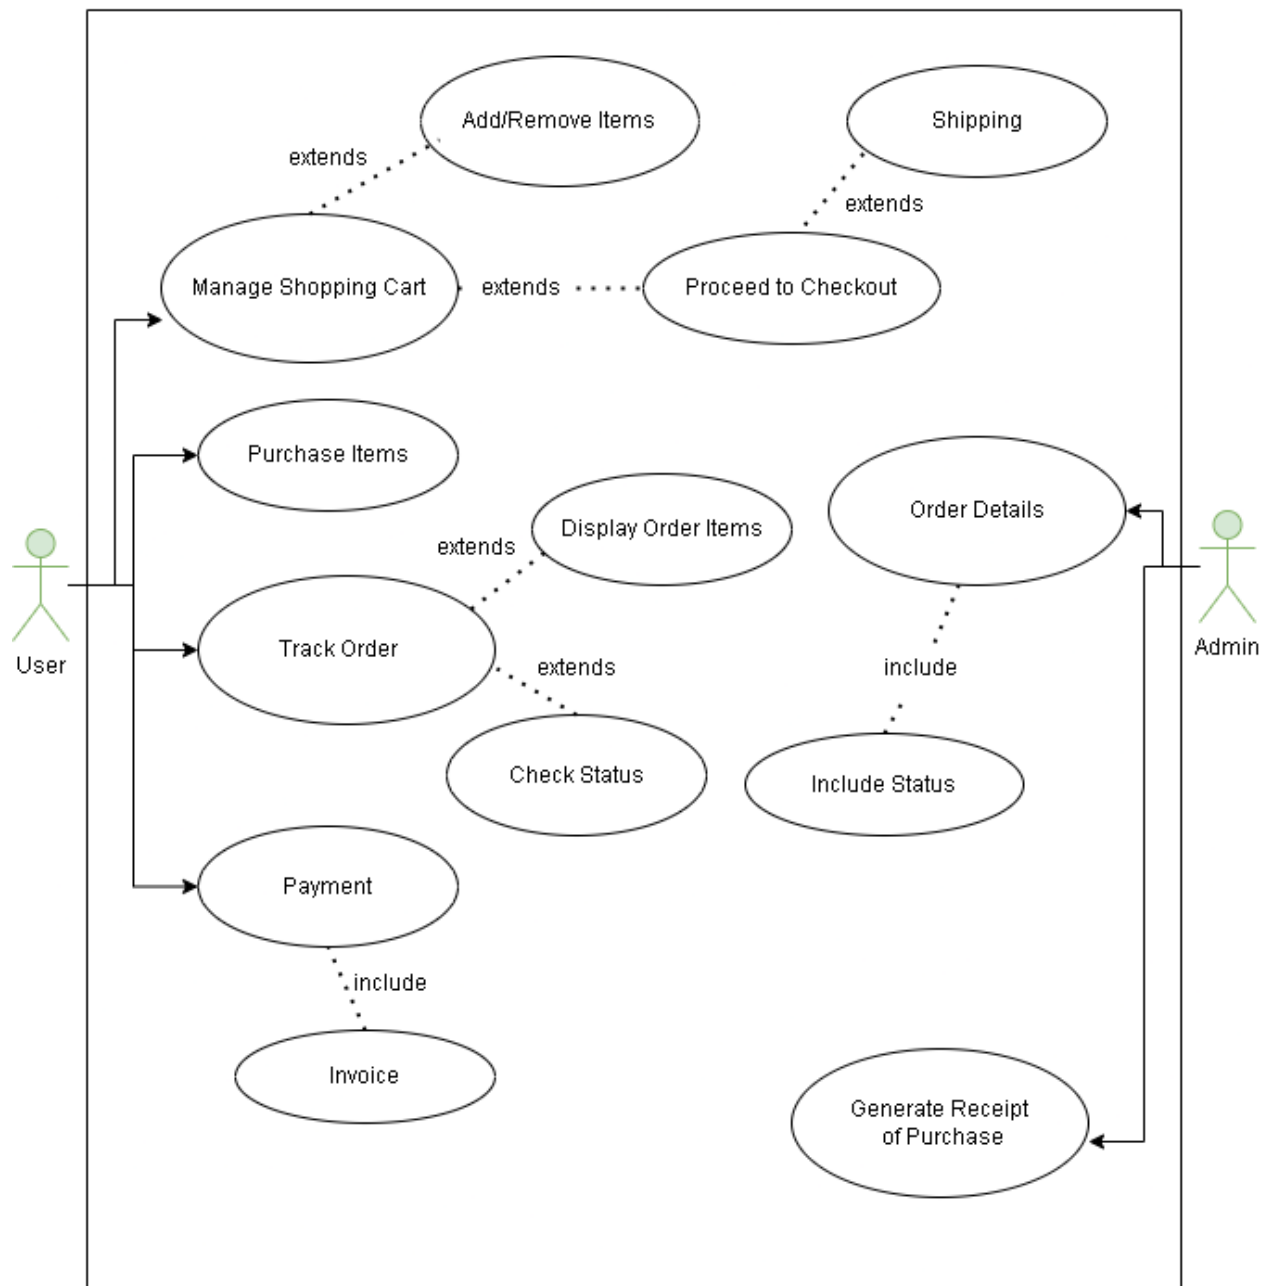 Add/Remove Items
Shipping
extends
extends
Manage Shopping Cart
extends
Proceed to Checkout
Purchase Items
Order Details
Display Order Items
extends
Track Order
User
Admin
extends
include
Check Status
Include Status
Payment
include
Invoice
Generate Receipt
of Purchase